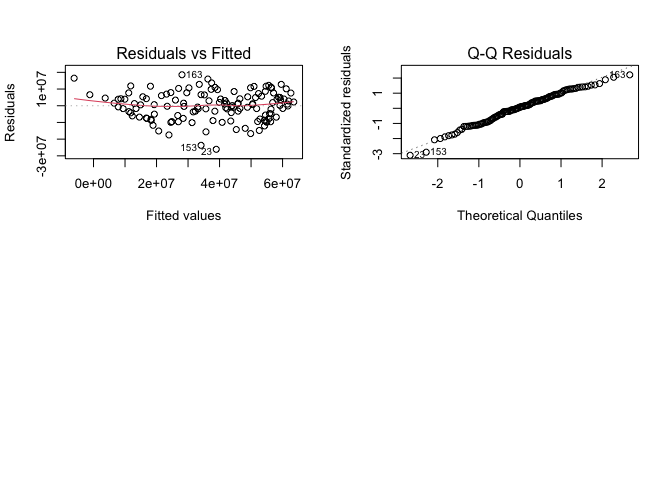 Residuals vs Fitted
Residuals
1e+07
-3e+07
163
153
23
0e+00 2e+07 4e+07 6e+07
Fitted values
Q-Q Residuals
Standardized residuals
1
-1
-3
163
153
23
-2 -1 0 1 2
Theoretical Quantiles